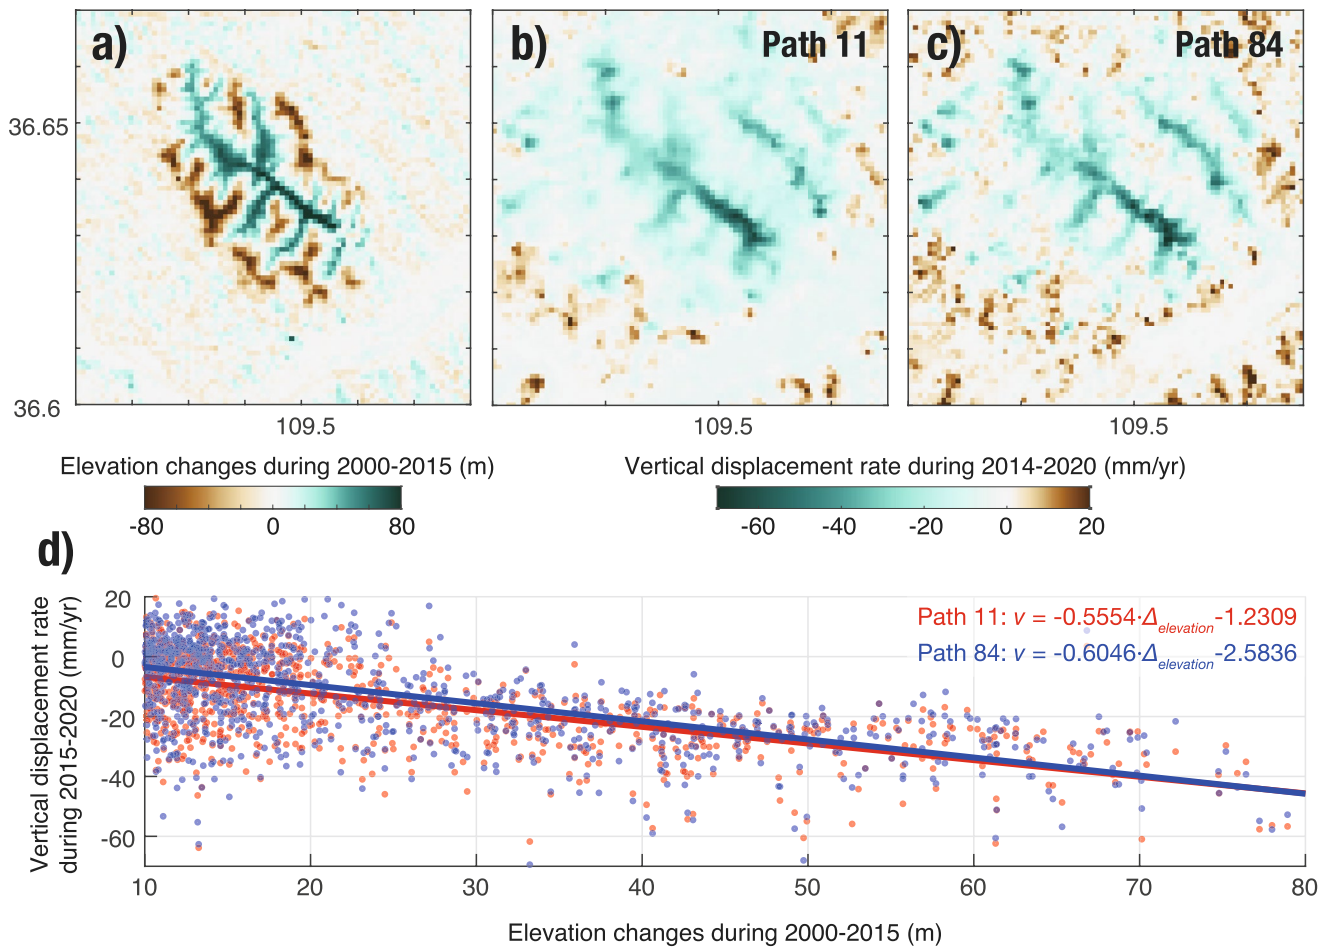 a)
b)
Path 11
c)
Path 84
36.65
36.6
109.5
109.5
109.5
Elevation changes during 2000-2015 (m)
-80
0
80
Vertical displacement rate during 2014-2020 (mm/yr)
-60
-40
-20
0
20
d)
Vertical displacement rate
during 2015-2020 (mm/yr)
20
0
-20
-40
-60
Path 11: v = -0.5554·Δelevation-1.2309
Path 84: v = -0.6046·Δelevation-2.5836
10
20
30
40
50
60
70
80
Elevation changes during 2000-2015 (m)